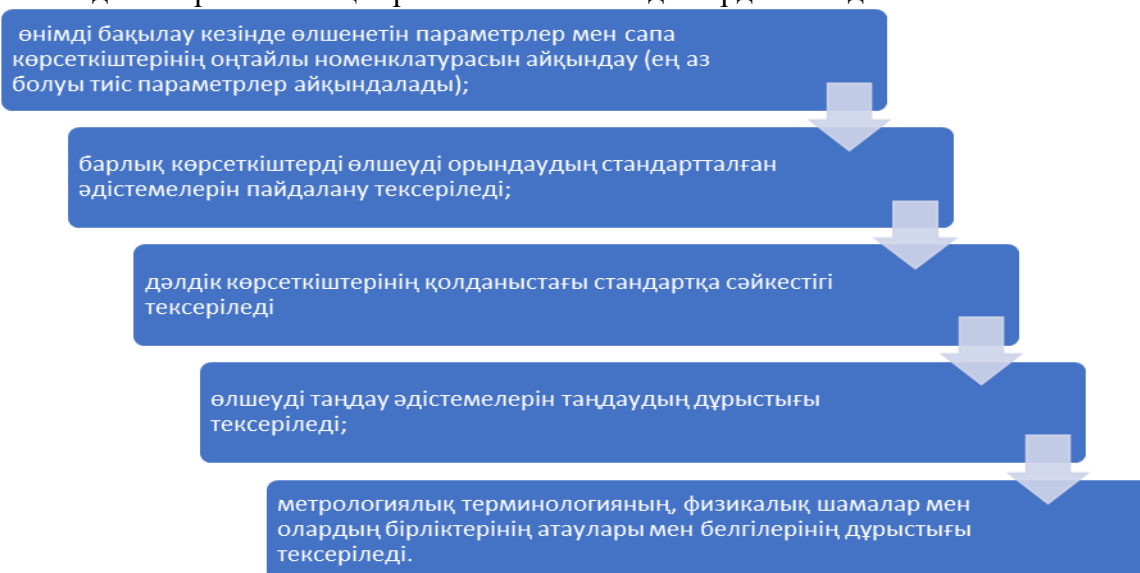 өнімді бақылау кезінде өлшенетін параметрлер мен сапа
көрсеткіштерінің оңтайлы номенклатурасын айқындау (ең аз
болуы тиіс параметрлер айқындалады);
барлық көрсеткіштерді өлшеуді орындаудың стандартталған
әдістемелерін пайдалану тексеріледі;
дәлдік көрсеткіштерінің қолданыстағы стандартқа сәйкестігі
тексеріледі
өлшеуді таңдау әдістемелерін таңдаудың дұрыстығы
тексеріледі;
метрологиялық терминологияның, физикалық шамалар мен
олардың бірліктерінің атаулары мен белгілерінің дұрыстығы
тексеріледі.